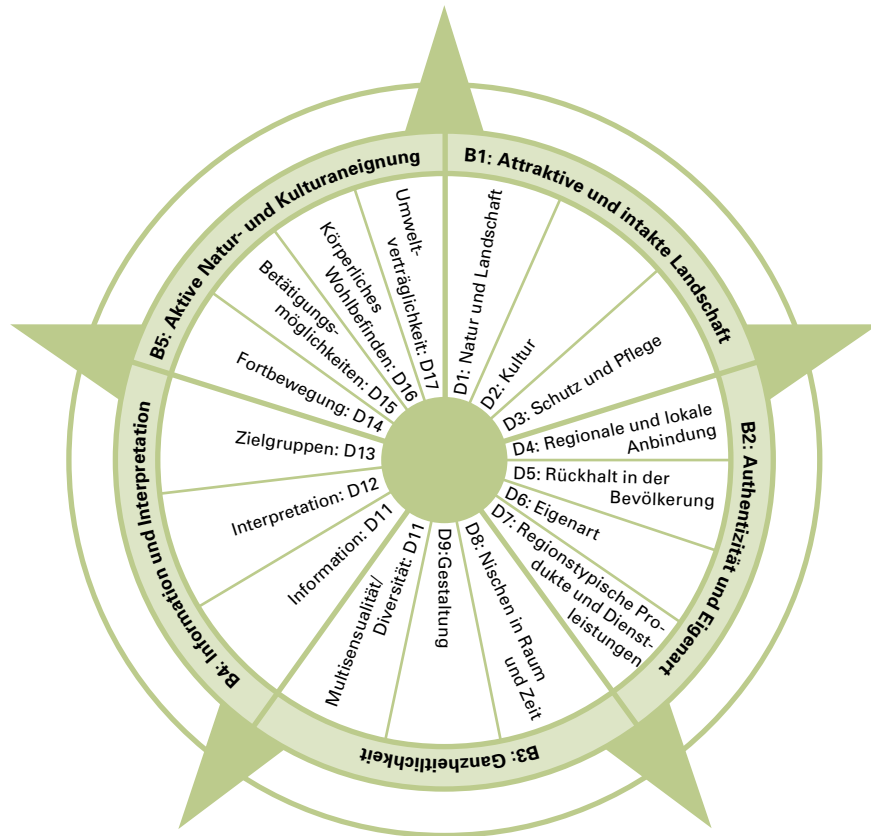 B1: Attraktive und intakte Landschaft
D1: Natur und Landschaft
D2: Kultur
D3: Schutz und Pflege
B2: Authentizität und Eigenart
D4: Regionale und lokale
Anbindung
D5: Rückhalt in der
Bevölkerung
D6: Eigenart
D7: Regionstypische Pro-
dukte und Dienst-
leistungen
B3: Ganzheitlichkeit
D8: Nischen in Raum
und Zeit
D9:Gestaltung
Multisensualität/
Diversität: D11
B4: Information und Interpretation
Information: D11
Interpretation: D12
Zielgruppen: D13
B5: Aktive Natur- und Kulturaneignung
Fortbewegung: D14
Betätigungs-
möglichkeiten: D15
Körperliches
Wohlbefinden: D16
Umwelt-
verträglichkeit: D17